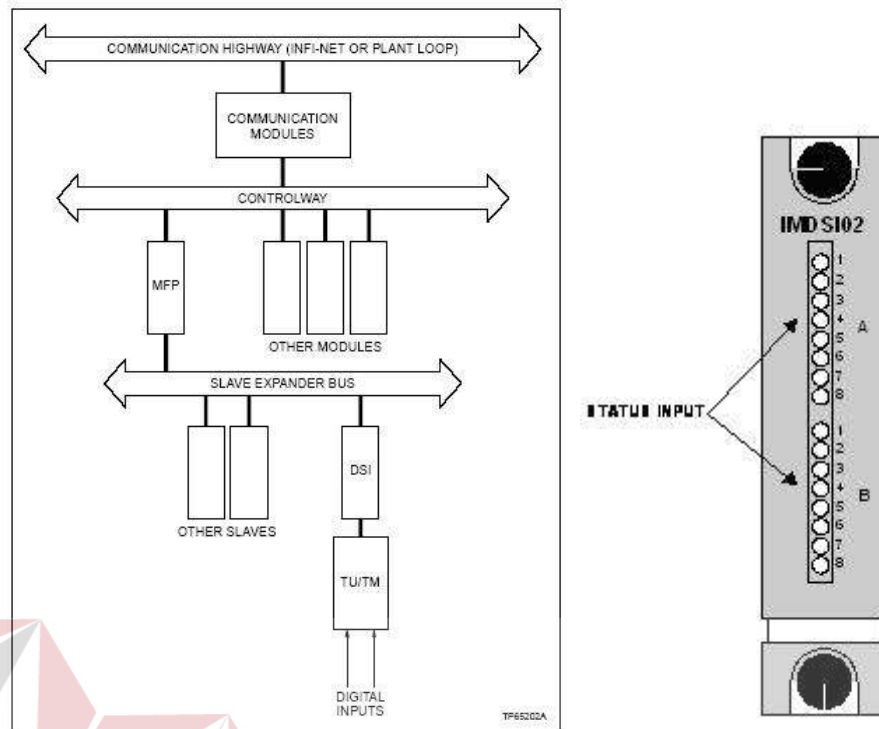 COMMUNICATION HIGHWAY (INFI-NET OR PLANT LOOP)
COMMUNICATION
MODULES
CONTROLWAY
MFP
OTHER MODULES
SLAVE EXPANDER BUS
DSI
OTHER SLAVES
TU/TM
DIGITAL
INPUTS
TP65202A
IMDSI02
1
2
3
4
5
6
7
8
A
STATUS INPUT
1
2
3
4
5
6
7
8
B